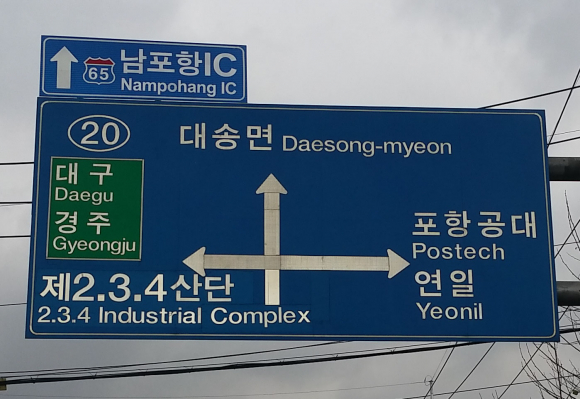 65 남포항IC
Nampohang IC
20
대송면 Daesong-myeon
대구
Daegu
경주
Gyeongju
제2.3.4산단
2.3.4 Industrial Complex
포항공대
Postech
연일
Yeonil